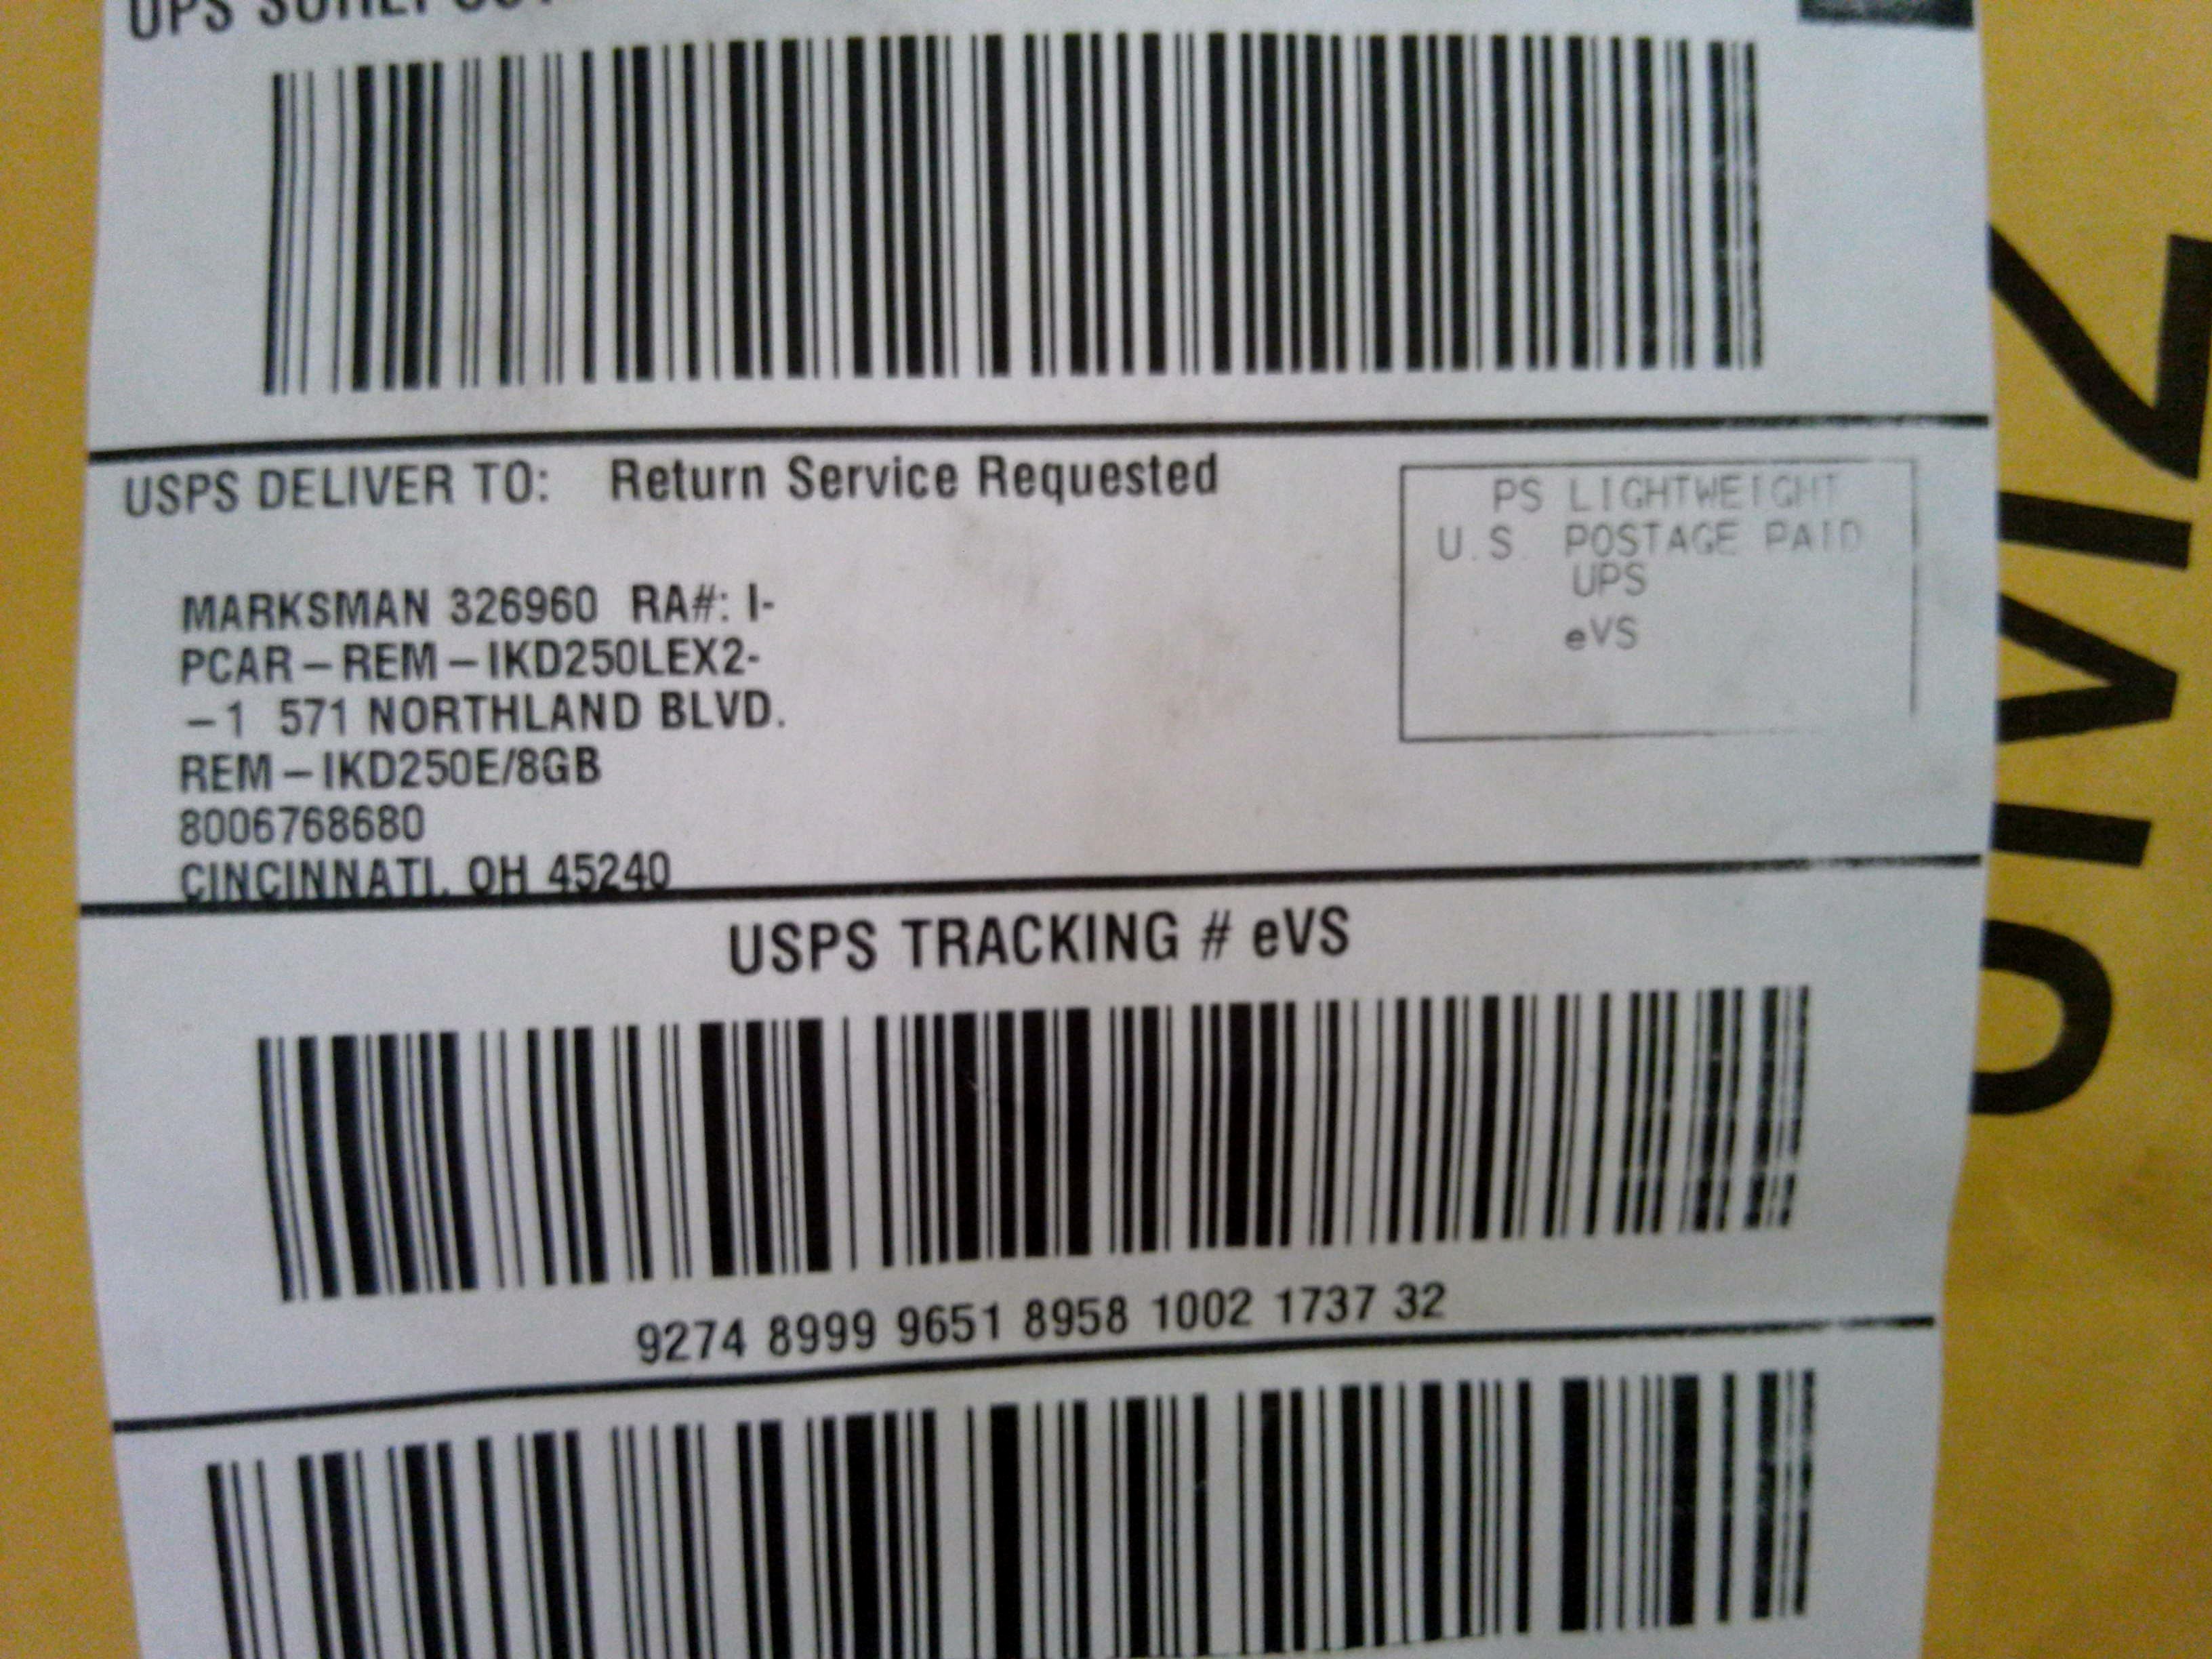 UPS SUREPOST
USPS DELIVER TO: Return Service Requested
PS LIGHTWEIGHT
U.S. POSTAGE PAID
UPS
eVS
MARKSMAN 326960 RA#: I-
PCAR-REM-IKD250LEX2-
-1 571 NORTHLAND BLVD.
REM-IKD250E/8GB
8006768680
CINCINNATI, OH 45240
USPS TRACKING # eVS
9274 8999 9651 8958 1002 1737 32